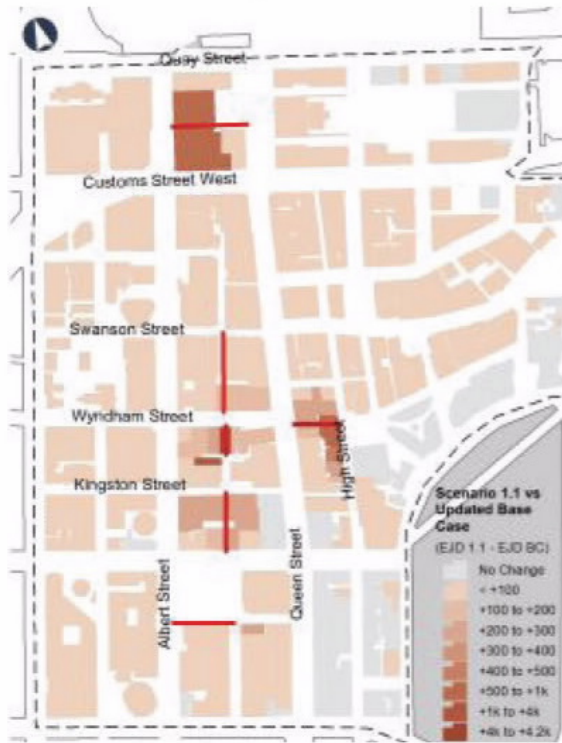 Quay Street
Customs Street West
Swanson Street
Wyndham Street
High Street
Kingston Street
Queen Street
Albert Street
Scenario 1.1 vs
Updated Base
Case
(EJD 1.1 - EJD BC)
No Change
< +100
+100 to +200
+200 to +300
+300 to +400
+400 to +500
+500 to +1k
+1k to +4k
+4k to +4.2k